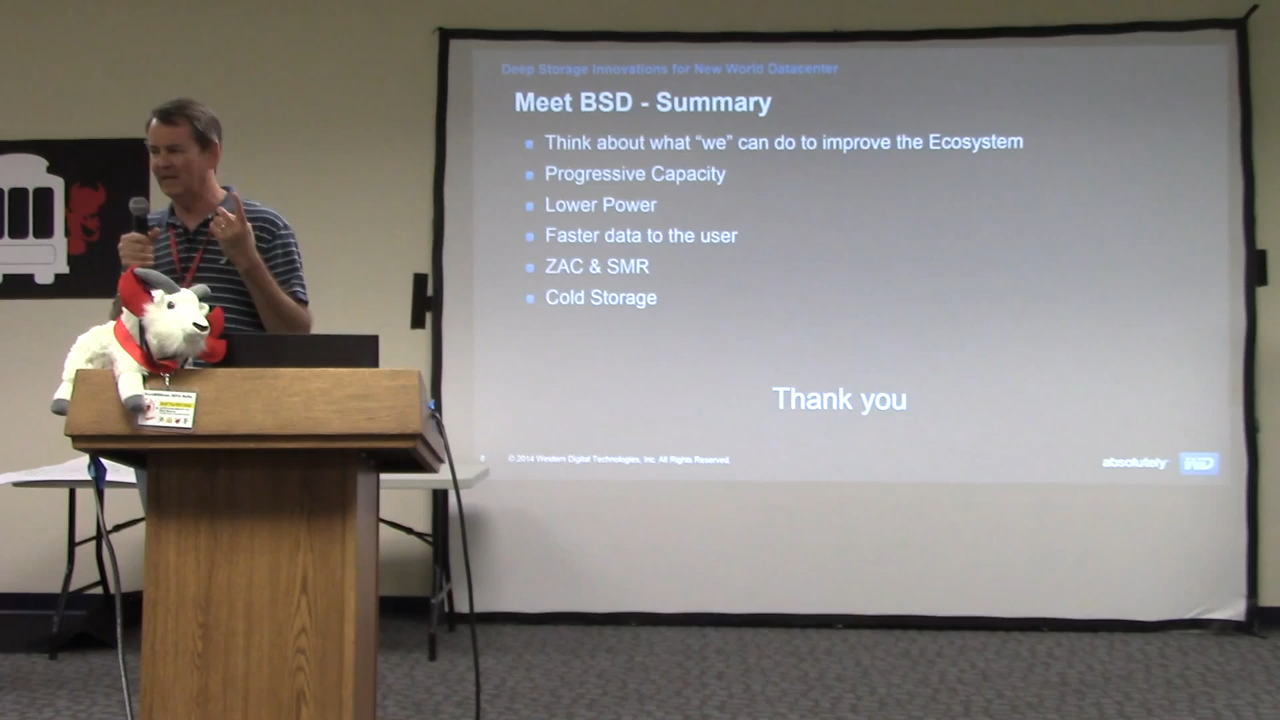 Deep Storage Innovations for New World Datacenter
Meet BSD - Summary
Think about what “we” can do to improve the Ecosystem
Progressive Capacity
Lower Power
Faster data to the user
ZAC & SMR
Cold Storage
Thank you
© 2014 Western Digital Technologies, Inc. All Rights Reserved.
absolutely WD